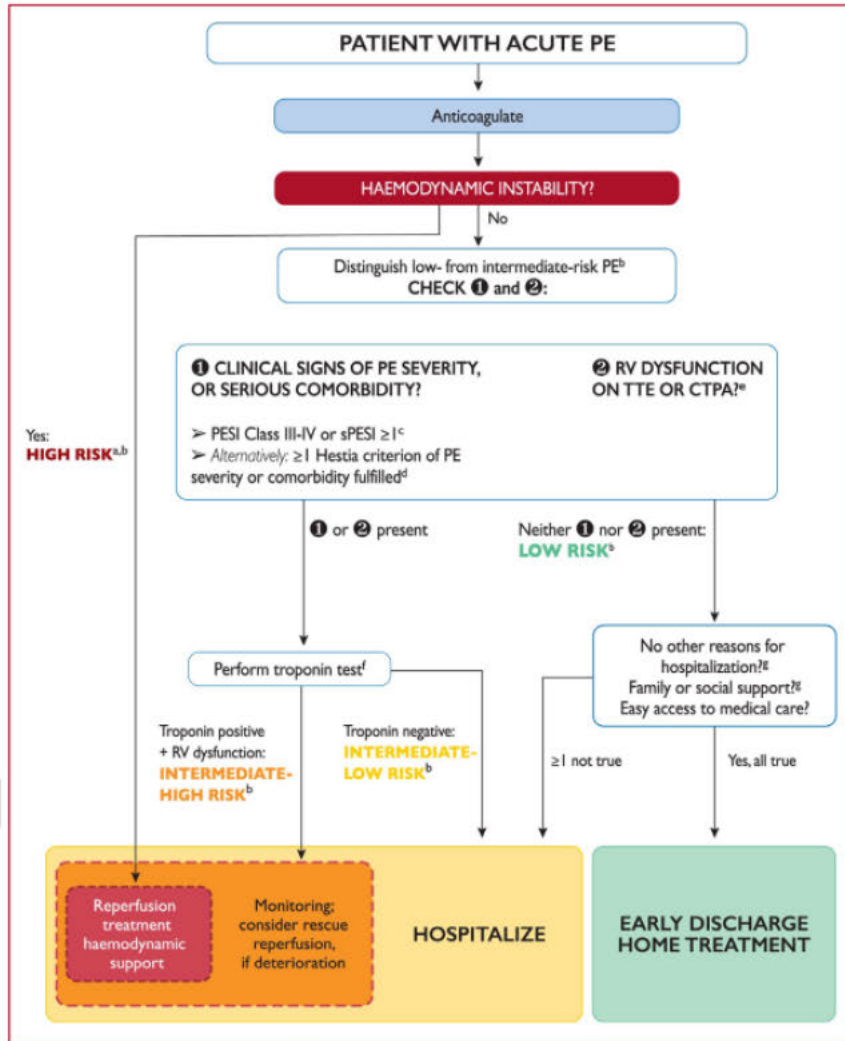 PATIENT WITH ACUTE PE
Anticoagulate
HAEMODYNAMIC INSTABILITY?
No
Distinguish low- from intermediate-risk PEᵇ
CHECK ❶ and ❷:
❶ CLINICAL SIGNS OF PE SEVERITY,
OR SERIOUS COMORBIDITY?
➢ PESI Class III-IV or sPESI ≥1ᶜ
➢ Alternatively: ≥1 Hestia criterion of PE
severity or comorbidity fulfilledᵈ
❷ RV DYSFUNCTION
ON TTE OR CTPA?ᵉ
Yes:
HIGH RISKᵃ,ᵇ
❶ or ❷ present
Neither ❶ nor ❷ present:
LOW RISKᵇ
Perform troponin testᶠ
No other reasons for
hospitalization?ᵍ
Family or social support?ᵍ
Easy access to medical care?
Troponin positive
+ RV dysfunction:
INTERMEDIATE-
HIGH RISKᵇ
Troponin negative:
INTERMEDIATE-
LOW RISKᵇ
≥1 not true
Yes, all true
Reperfusion
treatment
haemodynamic
support
Monitoring;
consider rescue
reperfusion,
if deterioration
HOSPITALIZE
EARLY DISCHARGE
HOME TREATMENT